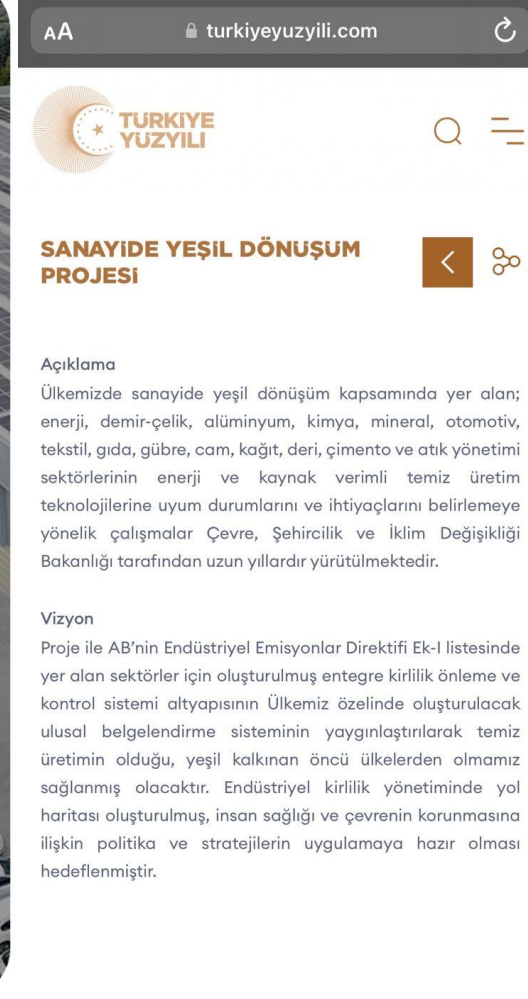 AA turkiyeyuzyili.com
TÜRKİYE
YÜZYILI
SANAYİDE YEŞİL DÖNÜŞÜM
PROJESİ
Açıklama
Ülkemizde sanayide yeşil dönüşüm kapsamında yer alan;
enerji, demir-çelik, alüminyum, kimya, mineral, otomotiv,
tekstil, gıda, gübre, cam, kağıt, deri, çimento ve atık yönetimi
sektörlerinin enerji ve kaynak verimli temiz üretim
teknolojilerine uyum durumlarını ve ihtiyaçlarını belirlemeye
yönelik çalışmalar Çevre, Şehircilik ve İklim Değişikliği
Bakanlığı tarafından uzun yıllardır yürütülmektedir.
Vizyon
Proje ile AB’nin Endüstriyel Emisyonlar Direktifi Ek-I listesinde
yer alan sektörler için oluşturulmuş entegre kirlilik önleme ve
kontrol sistemi altyapısının Ülkemiz özelinde oluşturulacak
ulusal belgelendirme sisteminin yaygınlaştırılarak temiz
üretimin olduğu, yeşil kalkınan öncü ülkelerden olmamız
sağlanmış olacaktır. Endüstriyel kirlilik yönetiminde yol
haritası oluşturulmuş, insan sağlığı ve çevrenin korunmasına
ilişkin politika ve stratejilerin uygulamaya hazır olması
hedeflenmiştir.